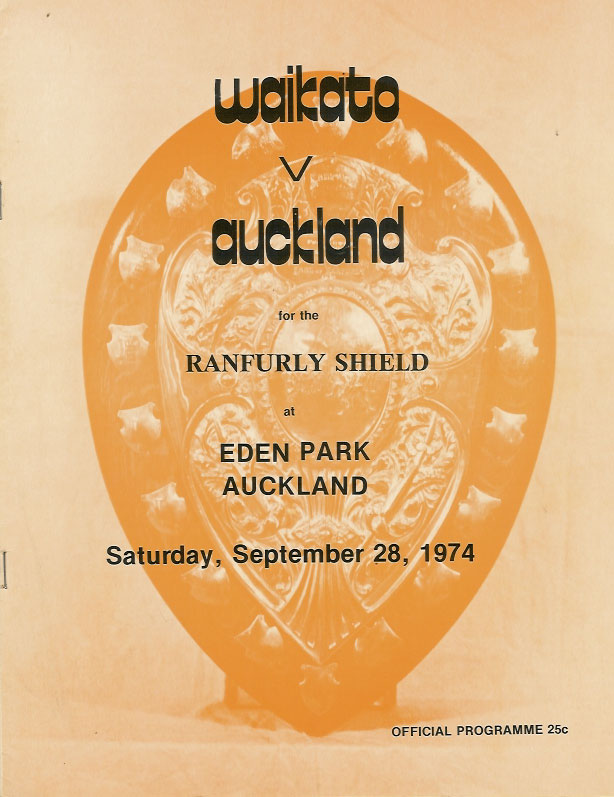 waikato
v
auckland
for the
RANFURLY SHIELD
at
EDEN PARK
AUCKLAND
Saturday, September 28, 1974
OFFICIAL PROGRAMME 25c